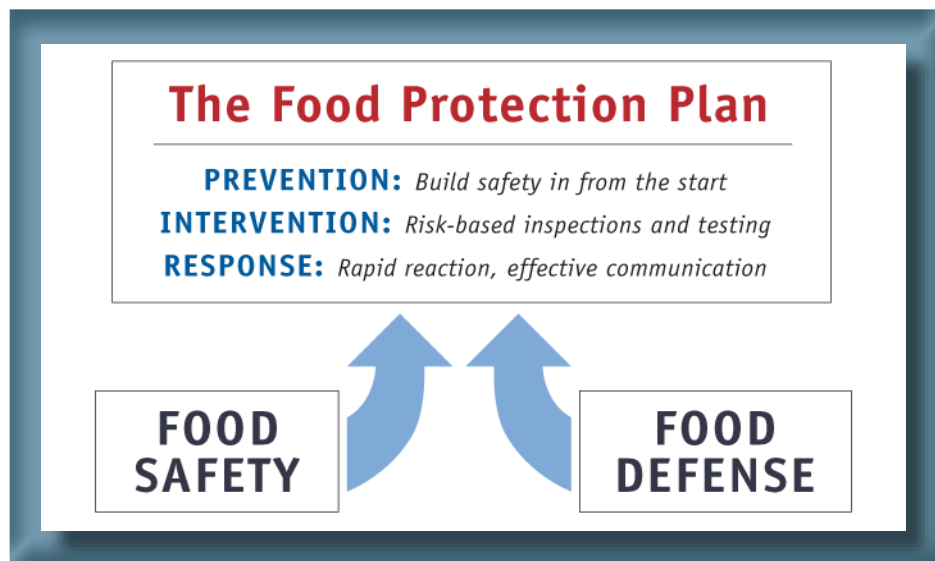 The Food Protection Plan
PREVENTION: Build safety in from the start
INTERVENTION: Risk-based inspections and testing
RESPONSE: Rapid reaction, effective communication
FOOD
SAFETY
FOOD
DEFENSE